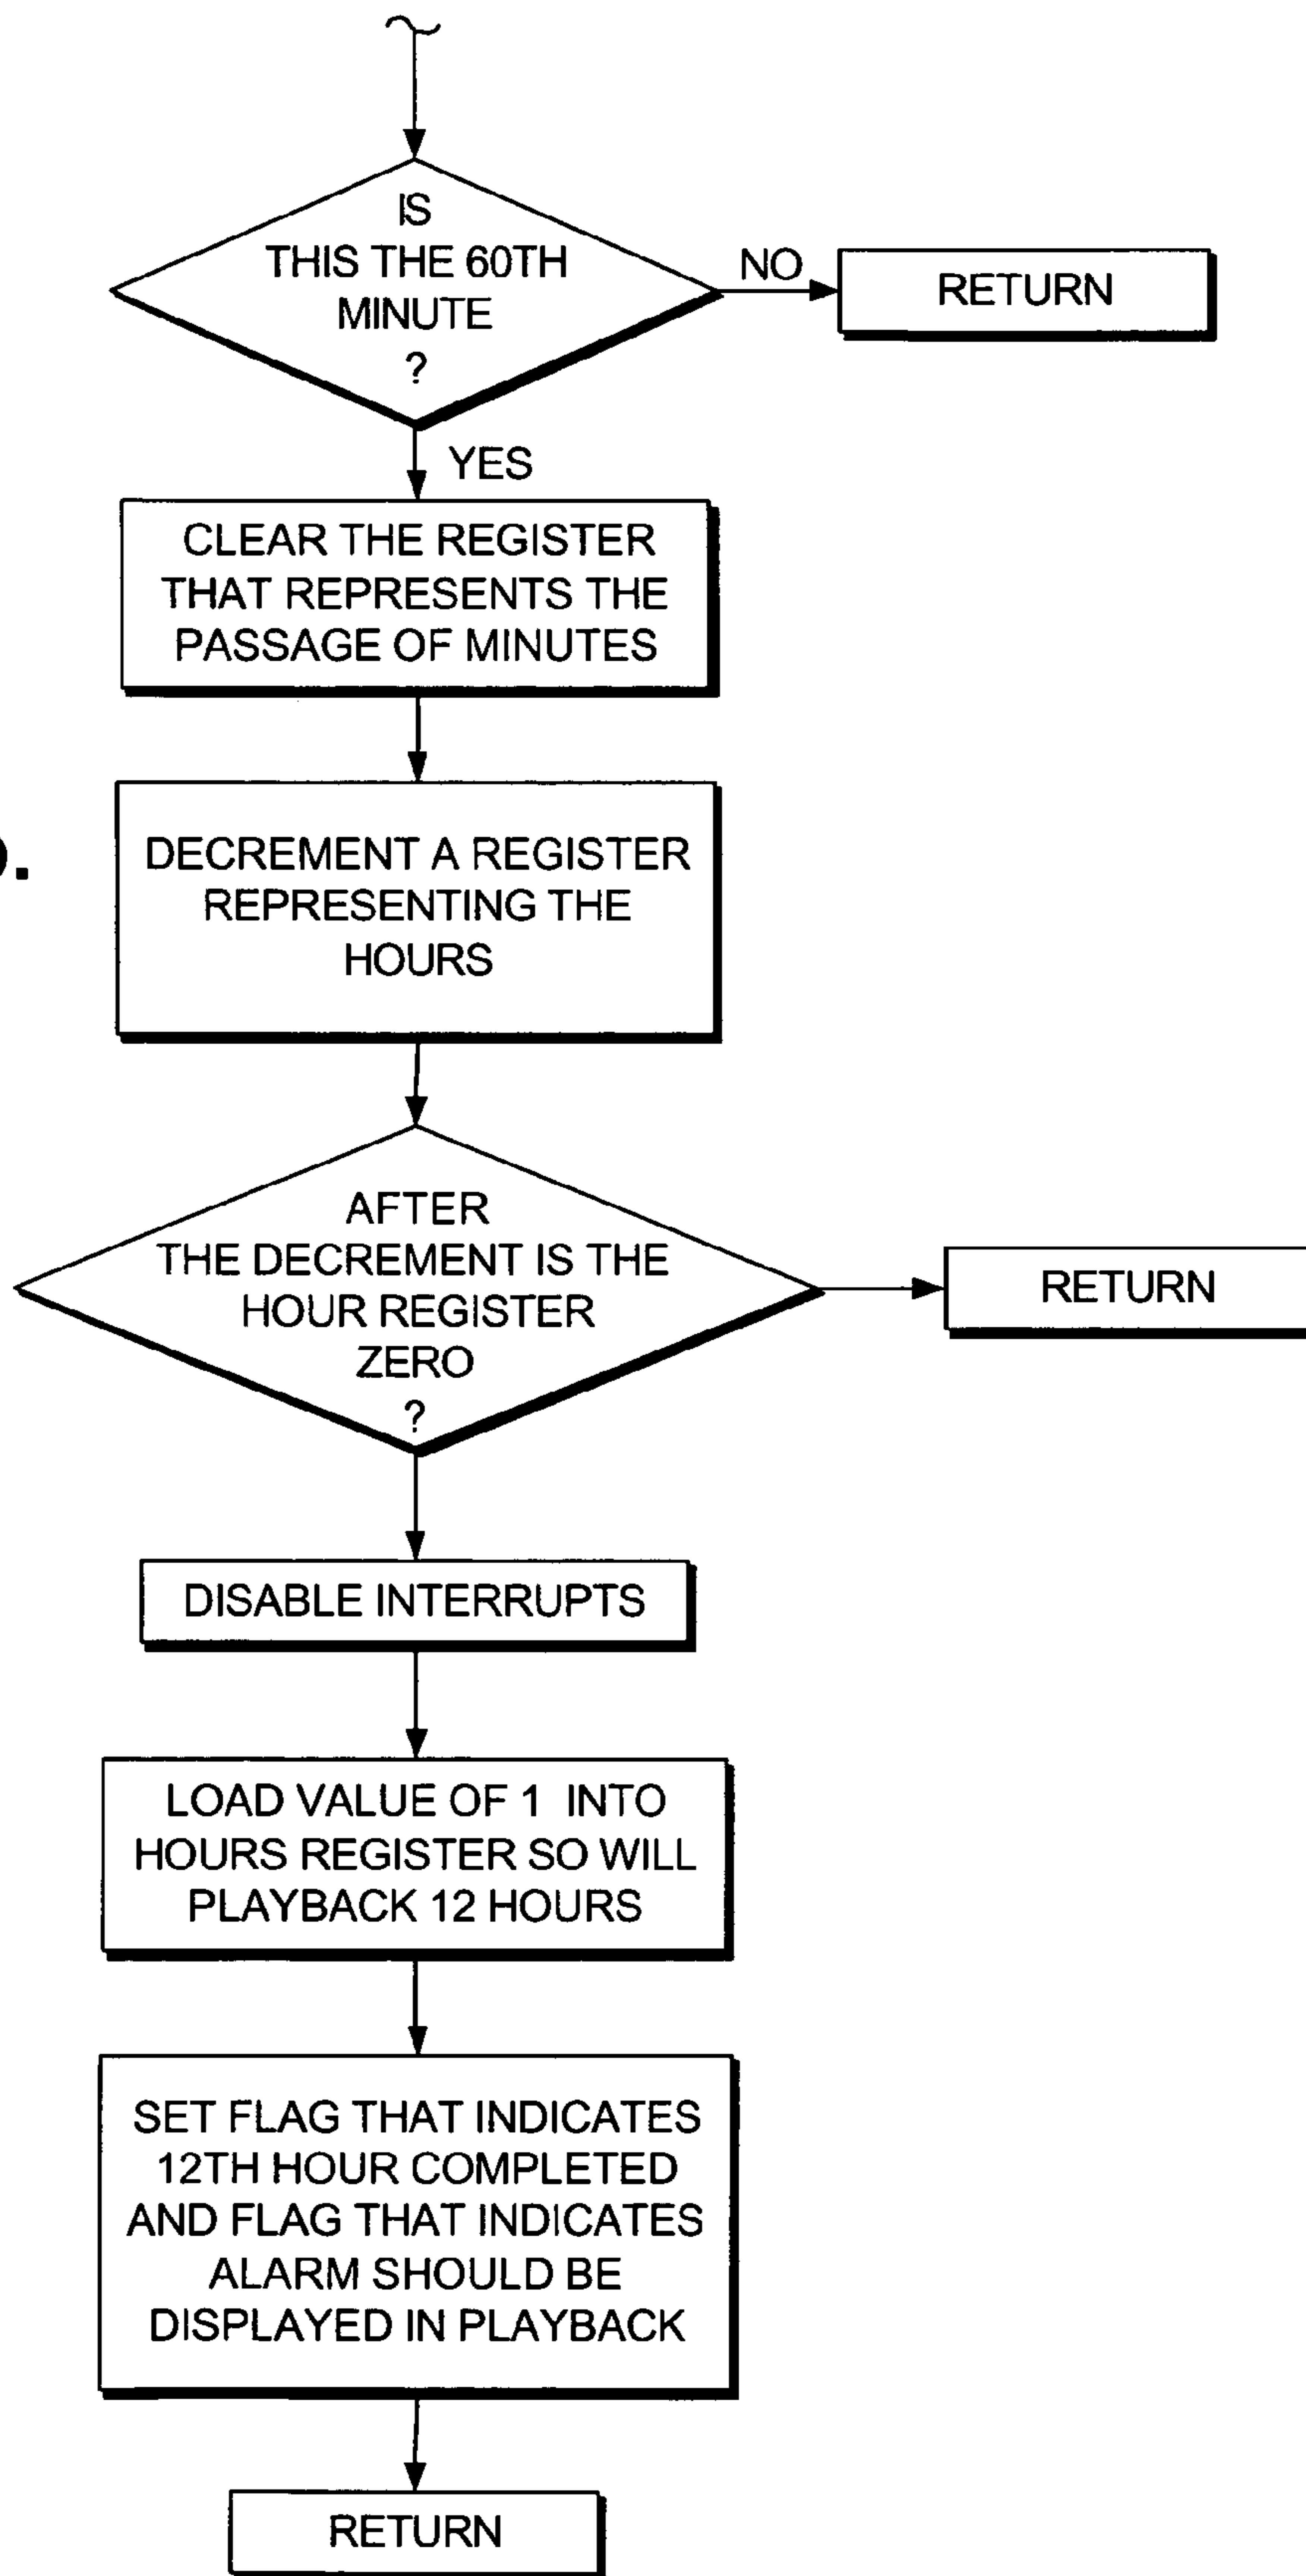 IS
THIS THE 60TH
MINUTE
?
NO
RETURN
YES
CLEAR THE REGISTER
THAT REPRESENTS THE
PASSAGE OF MINUTES
DECREMENT A REGISTER
REPRESENTING THE
HOURS
AFTER
THE DECREMENT IS THE
HOUR REGISTER
ZERO
?
RETURN
DISABLE INTERRUPTS
LOAD VALUE OF 1 INTO
HOURS REGISTER SO WILL
PLAYBACK 12 HOURS
SET FLAG THAT INDICATES
12TH HOUR COMPLETED
AND FLAG THAT INDICATES
ALARM SHOULD BE
DISPLAYED IN PLAYBACK
RETURN